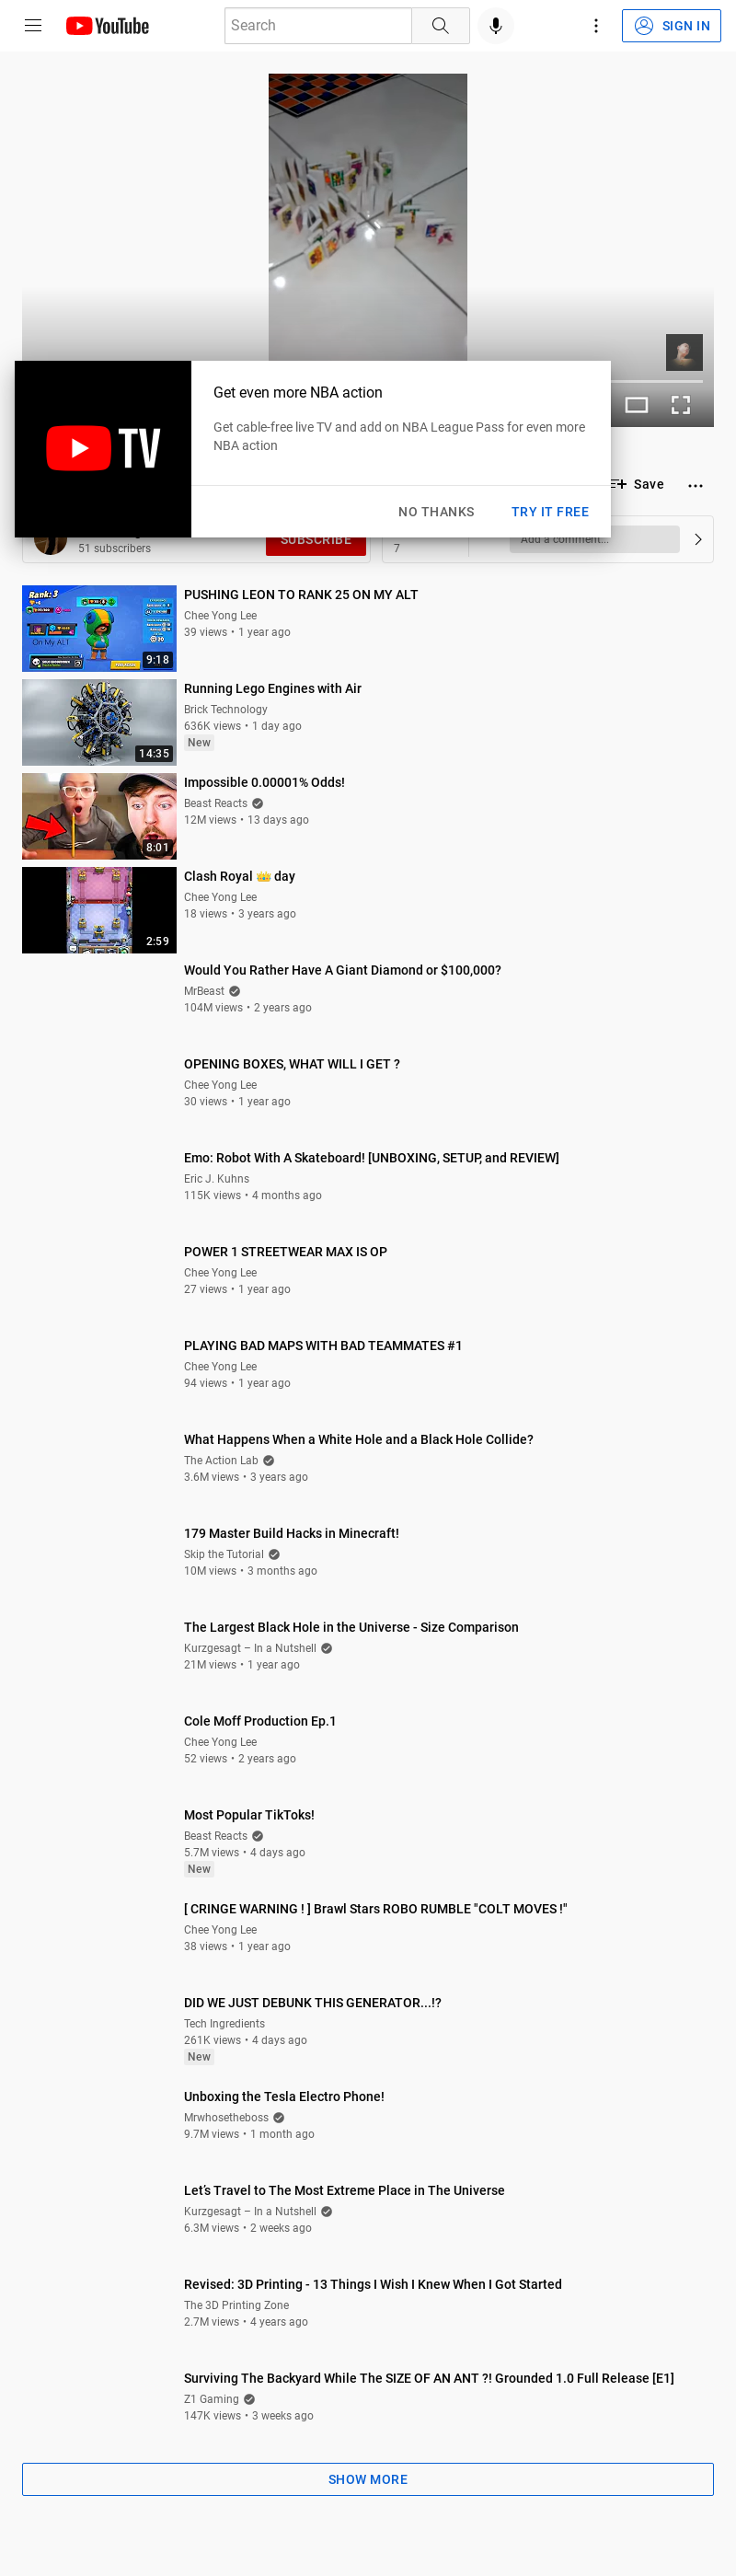 YouTube
Search
SIGN IN
TV
Get even more NBA action
Get cable-free live TV and add on NBA League Pass for even more
NBA action
NO THANKS
TRY IT FREE
Save
51 subscribers
SUBSCRIBE
7
Add a comment...
Rank: 3
On My ALT
9:18
PUSHING LEON TO RANK 25 ON MY ALT
Chee Yong Lee
39 views • 1 year ago
14:35
Running Lego Engines with Air
Brick Technology
636K views • 1 day ago
New
8:01
Impossible 0.00001% Odds!
Beast Reacts
12M views • 13 days ago
2:59
Clash Royal 👑 day
Chee Yong Lee
18 views • 3 years ago
Would You Rather Have A Giant Diamond or $100,000?
MrBeast
104M views • 2 years ago
OPENING BOXES, WHAT WILL I GET ?
Chee Yong Lee
30 views • 1 year ago
Emo: Robot With A Skateboard! [UNBOXING, SETUP, and REVIEW]
Eric J. Kuhns
115K views • 4 months ago
POWER 1 STREETWEAR MAX IS OP
Chee Yong Lee
27 views • 1 year ago
PLAYING BAD MAPS WITH BAD TEAMMATES #1
Chee Yong Lee
94 views • 1 year ago
What Happens When a White Hole and a Black Hole Collide?
The Action Lab
3.6M views • 3 years ago
179 Master Build Hacks in Minecraft!
Skip the Tutorial
10M views • 3 months ago
The Largest Black Hole in the Universe - Size Comparison
Kurzgesagt – In a Nutshell
21M views • 1 year ago
Cole Moff Production Ep.1
Chee Yong Lee
52 views • 2 years ago
Most Popular TikToks!
Beast Reacts
5.7M views • 4 days ago
New
[ CRINGE WARNING ! ] Brawl Stars ROBO RUMBLE "COLT MOVES !"
Chee Yong Lee
38 views • 1 year ago
DID WE JUST DEBUNK THIS GENERATOR...!?
Tech Ingredients
261K views • 4 days ago
New
Unboxing the Tesla Electro Phone!
Mrwhosetheboss
9.7M views • 1 month ago
Let’s Travel to The Most Extreme Place in The Universe
Kurzgesagt – In a Nutshell
6.3M views • 2 weeks ago
Revised: 3D Printing - 13 Things I Wish I Knew When I Got Started
The 3D Printing Zone
2.7M views • 4 years ago
Surviving The Backyard While The SIZE OF AN ANT ?! Grounded 1.0 Full Release [E1]
Z1 Gaming
147K views • 3 weeks ago
SHOW MORE